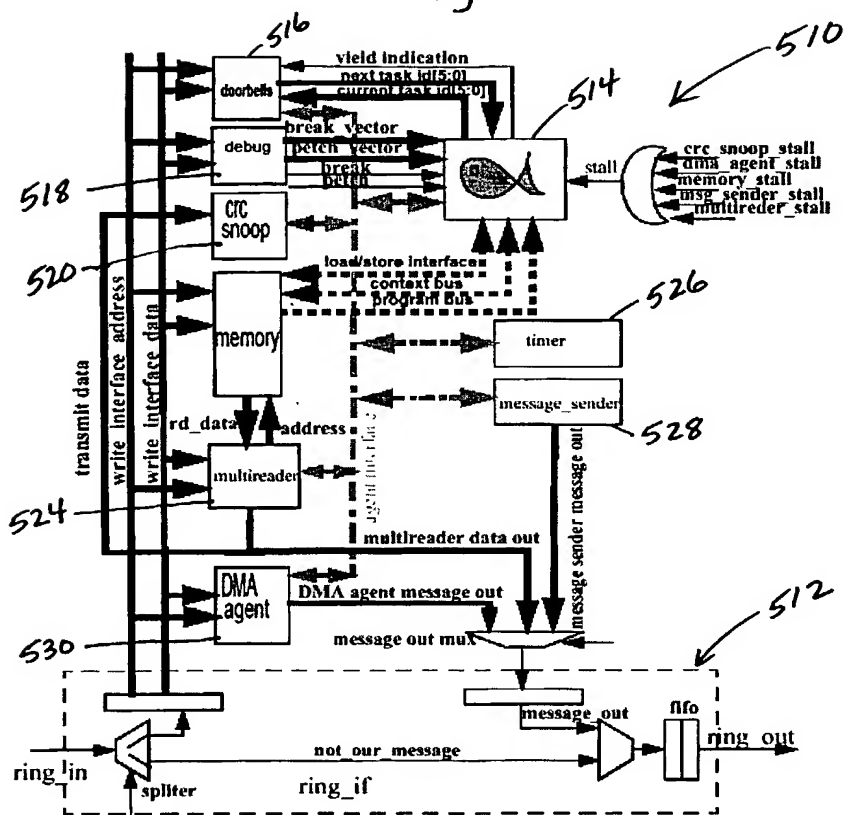 516
510
514
yield indication
next task id[5:0]
current task id[5:0]
doorbells
break_vector
petch_vector
break
petch
debug
518
stall
crc_snoop_stall
dma_agent_stall
memory_stall
msg_sender_stall
multireder_stall
crc
snoop
520
load/store interface
context bus
program bus
memory
526
timer
message_sender
528
transmit data
write interface address
write interface data
rd_data
address
multireader
524
agent interface
multireader data out
message sender message out
DMA
agent
DMA agent message out
530
message out mux
512
message_out
fifo
ring_out
ring_in
not_our_message
spliter
ring_if